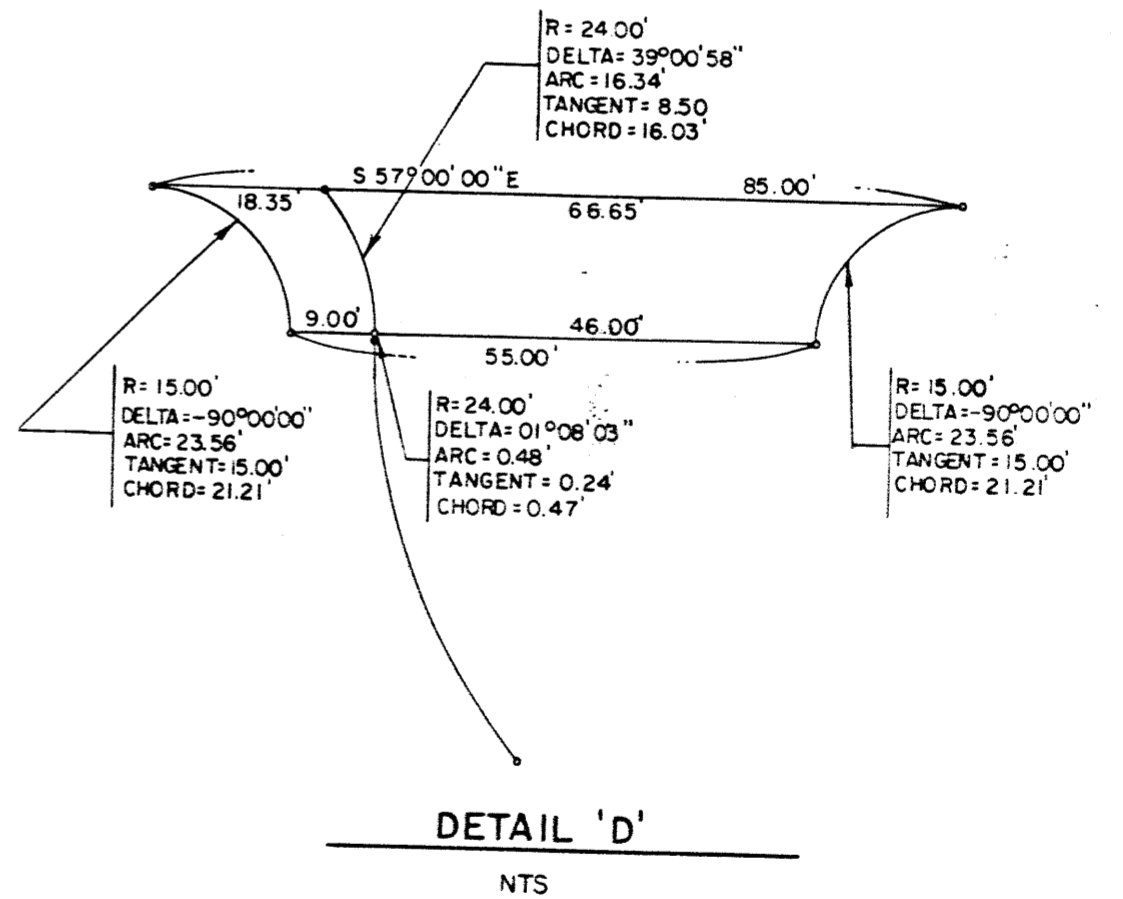 R = 24.00'
DELTA = 39°00'58"
ARC = 16.34'
TANGENT = 8.50
CHORD = 16.03'
S 57°00'00"E
85.00'
18.35'
66.65'
9.00'
46.00'
55.00'
R = 15.00'
DELTA = -90°00'00"
ARC = 23.56'
TANGENT = 15.00'
CHORD = 21.21'
R = 24.00'
DELTA = 01°08'03"
ARC = 0.48'
TANGENT = 0.24'
CHORD = 0.47'
R = 15.00'
DELTA = -90°00'00"
ARC = 23.56'
TANGENT = 15.00'
CHORD = 21.21'
DETAIL 'D'
NTS